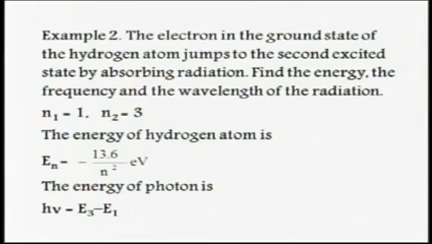 Example 2. The electron in the ground state of
the hydrogen atom jumps to the second excited
state by absorbing radiation. Find the energy, the
frequency and the wavelength of the radiation.
n₁ = 1, n₂ = 3
The energy of hydrogen atom is
Eₙ = - 13.6/n² eV
The energy of photon is
hν = E₃–E₁